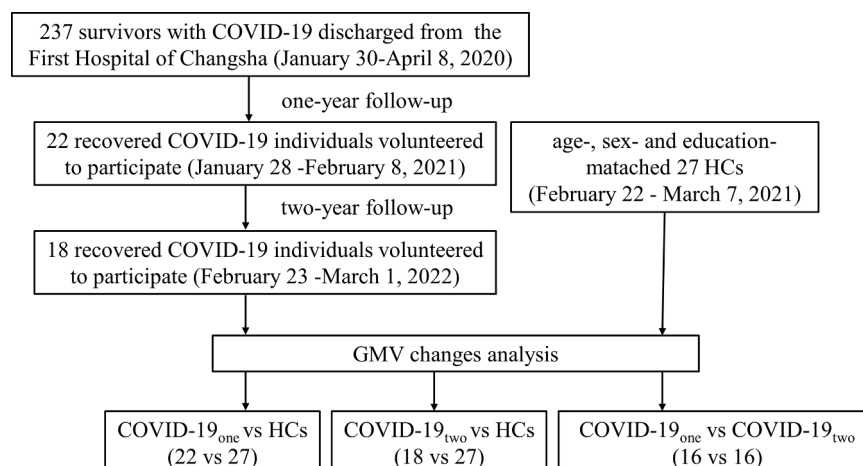 237 survivors with COVID-19 discharged from the
First Hospital of Changsha (January 30-April 8, 2020)
one-year follow-up
22 recovered COVID-19 individuals volunteered
to participate (January 28 -February 8, 2021)
age-, sex- and education-
matached 27 HCs
(February 22 - March 7, 2021)
two-year follow-up
18 recovered COVID-19 individuals volunteered
to participate (February 23 -March 1, 2022)
GMV changes analysis
COVID-19one vs HCs
(22 vs 27)
COVID-19two vs HCs
(18 vs 27)
COVID-19one vs COVID-19two
(16 vs 16)